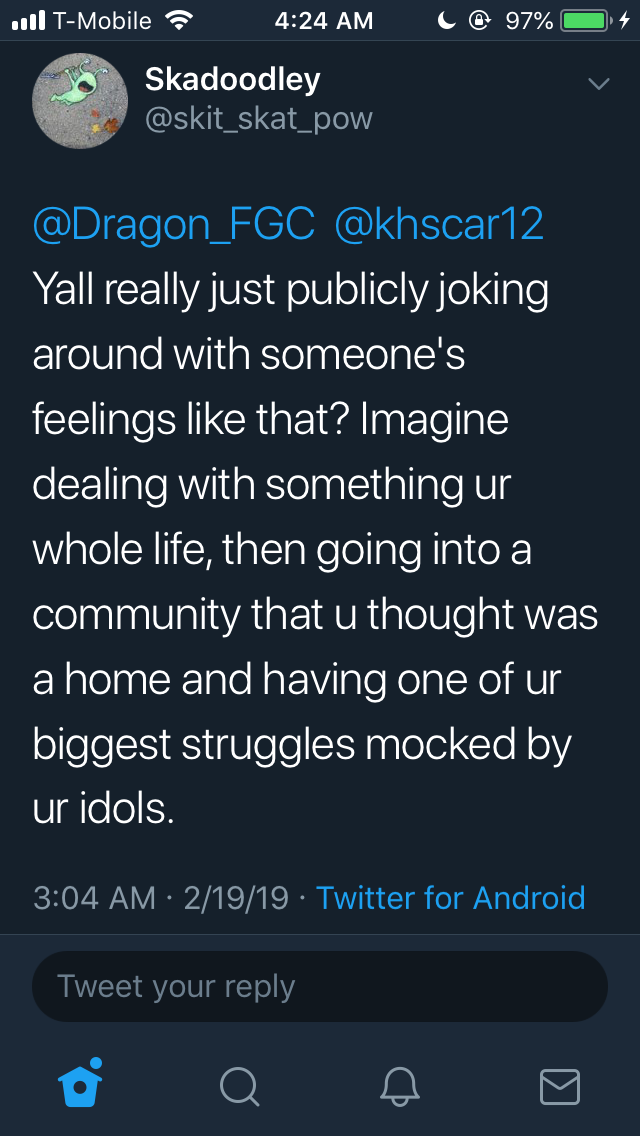 T-Mobile 4:24 AM 97%
Skadoodley
@skit_skat_pow
@Dragon_FGC @khscar12
Yall really just publicly joking
around with someone's
feelings like that? Imagine
dealing with something ur
whole life, then going into a
community that u thought was
a home and having one of ur
biggest struggles mocked by
ur idols.
3:04 AM · 2/19/19 · Twitter for Android
Tweet your reply